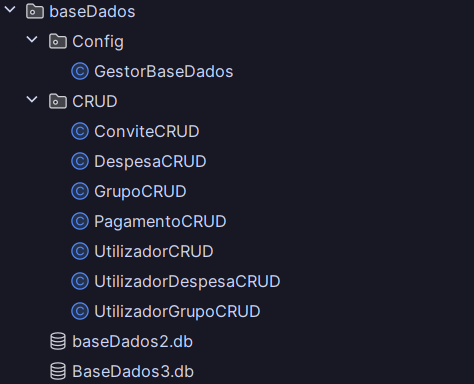 baseDados
Config
GestorBaseDados
CRUD
ConviteCRUD
DespesaCRUD
GrupoCRUD
PagamentoCRUD
UtilizadorCRUD
UtilizadorDespesaCRUD
UtilizadorGrupoCRUD
baseDados2.db
BaseDados3.db